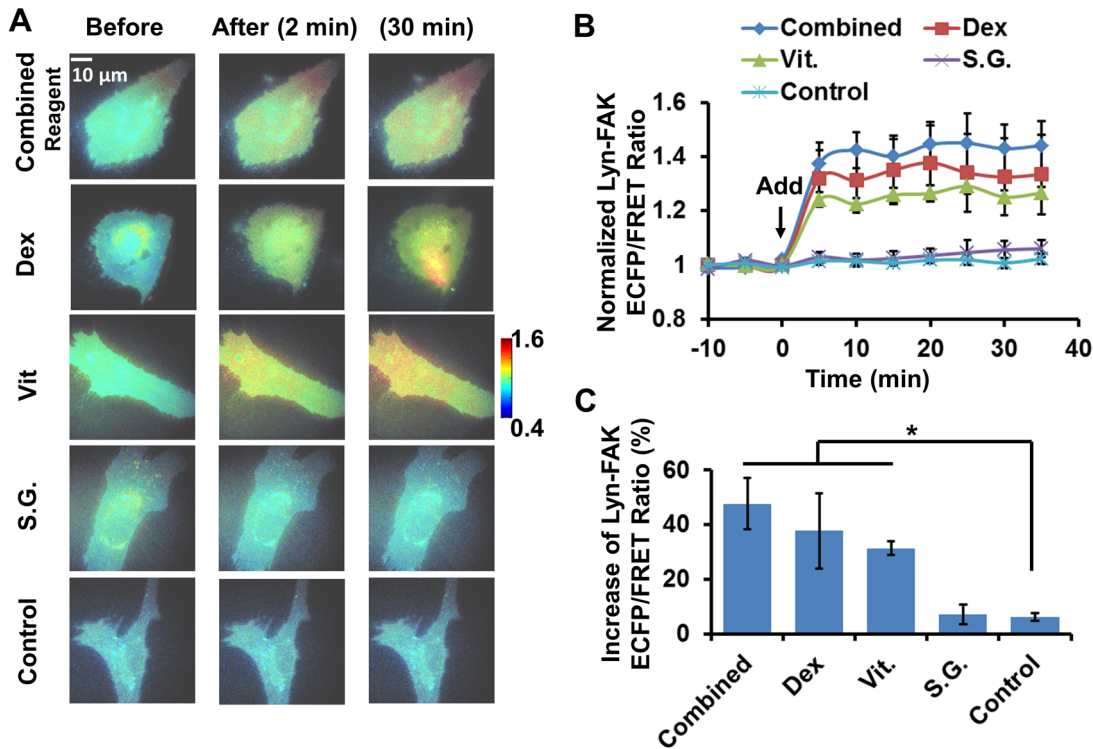 A
Before After (2 min) (30 min)
10 µm
Combined
Reagent
Dex
Vit
S.G.
Control
1.6
0.4
B
Combined Dex
Vit. S.G.
Control
Normalized Lyn-FAK
ECFP/FRET Ratio
1.6
1.4
1.2
1
0.8
Add
-10 0 10 20 30 40
Time (min)
C
Increase of Lyn-FAK
ECFP/FRET Ratio (%)
60
40
20
0
*
Combined
Dex
Vit.
S.G.
Control